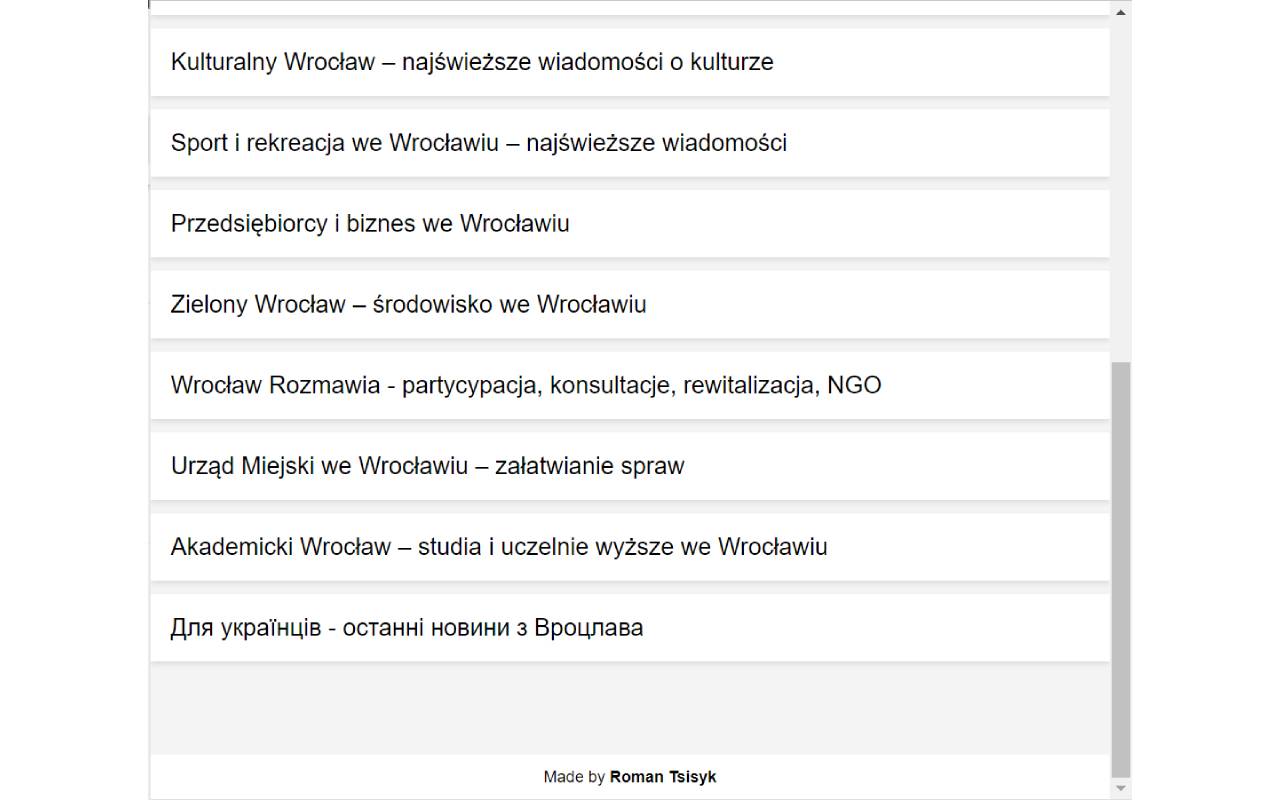 Kulturalny Wrocław – najświeższe wiadomości o kulturze
Sport i rekreacja we Wrocławiu – najświeższe wiadomości
Przedsiębiorcy i biznes we Wrocławiu
Zielony Wrocław – środowisko we Wrocławiu
Wrocław Rozmawia - partycypacja, konsultacje, rewitalizacja, NGO
Urząd Miejski we Wrocławiu – załatwianie spraw
Akademicki Wrocław – studia i uczelnie wyższe we Wrocławiu
Для українців - останні новини з Вроцлава
Made by Roman Tsisyk